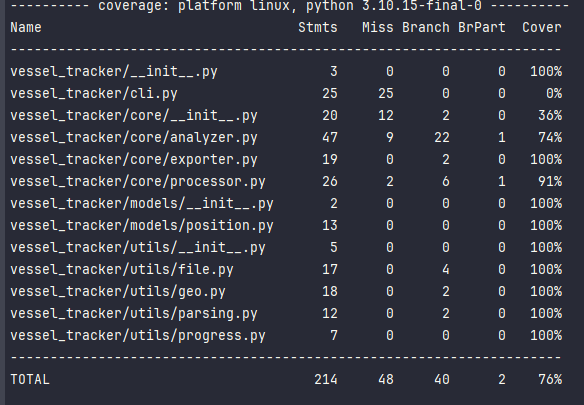 ---------- coverage: platform linux, python 3.10.15-final-0 ----------
Name                                Stmts   Miss Branch BrPart  Cover
---------------------------------------------------------------------
vessel_tracker/__init__.py              3      0      0      0   100%
vessel_tracker/cli.py                  25     25      0      0     0%
vessel_tracker/core/__init__.py        20     12      2      0    36%
vessel_tracker/core/analyzer.py        47      9     22      1    74%
vessel_tracker/core/exporter.py        19      0      2      0   100%
vessel_tracker/core/processor.py       26      2      6      1    91%
vessel_tracker/models/__init__.py       2      0      0      0   100%
vessel_tracker/models/position.py      13      0      0      0   100%
vessel_tracker/utils/__init__.py        5      0      0      0   100%
vessel_tracker/utils/file.py           17      0      4      0   100%
vessel_tracker/utils/geo.py            18      0      2      0   100%
vessel_tracker/utils/parsing.py        12      0      2      0   100%
vessel_tracker/utils/progress.py        7      0      0      0   100%
---------------------------------------------------------------------
TOTAL                                 214     48     40      2    76%